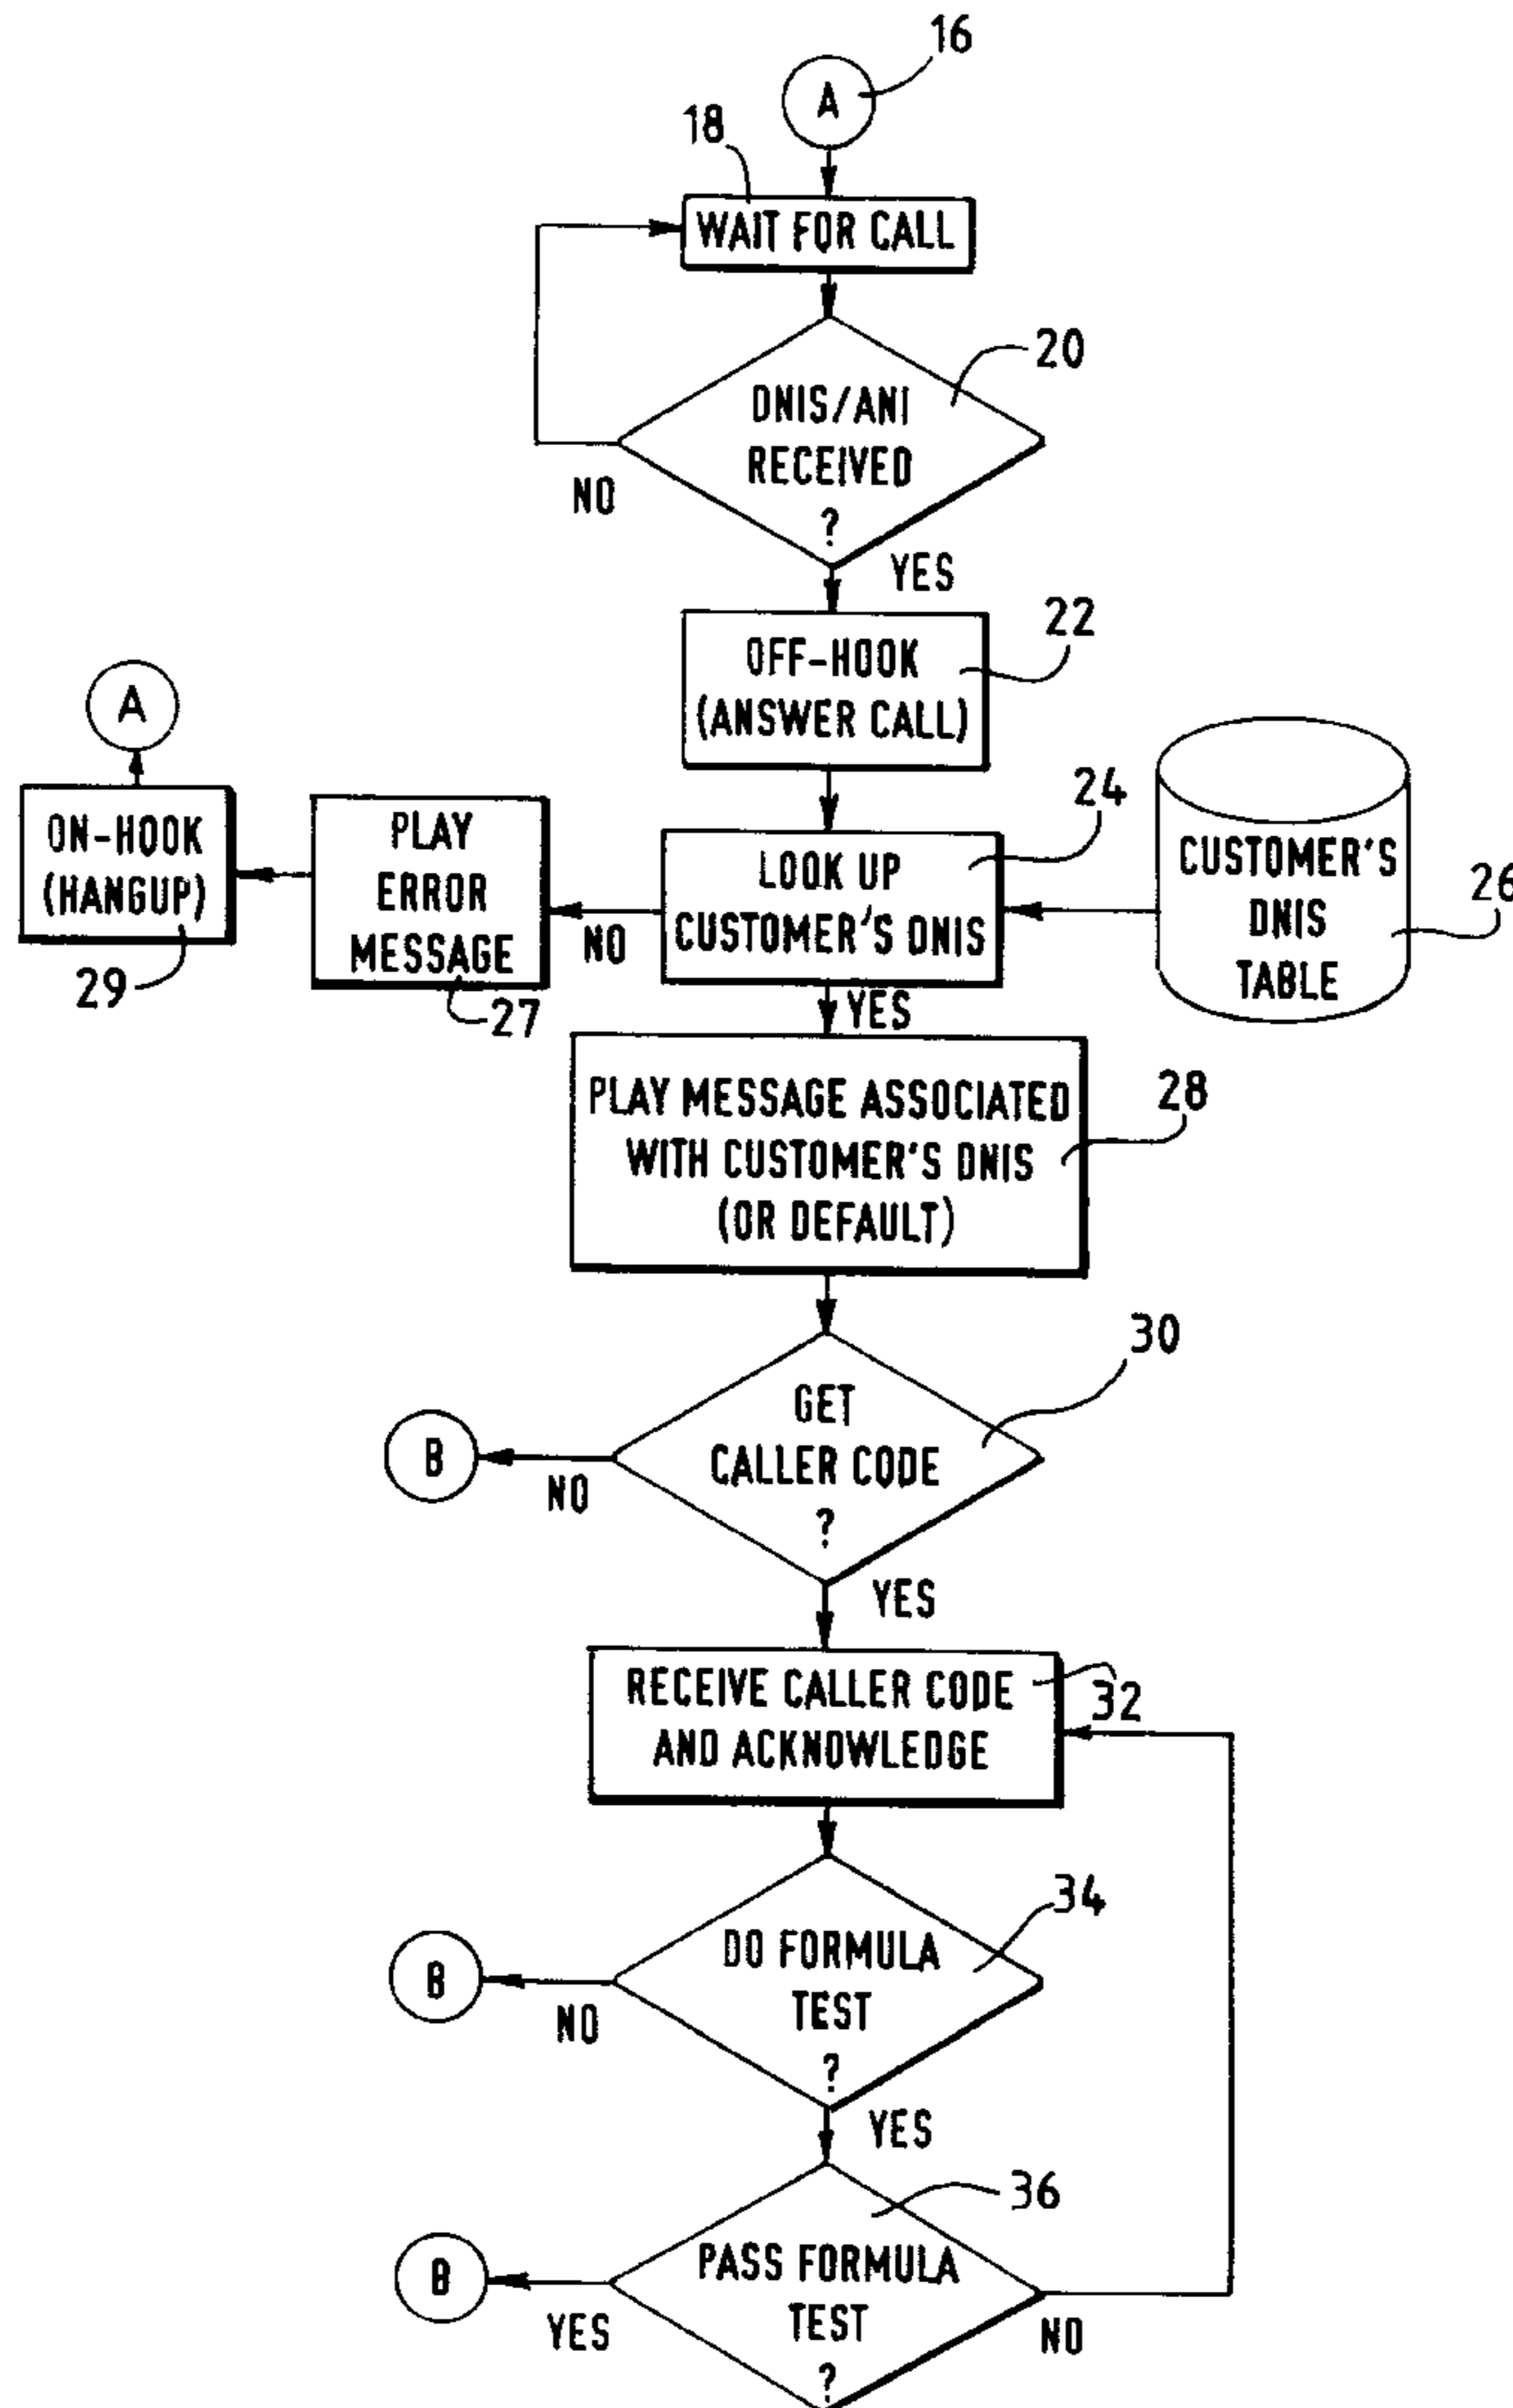 16
A
18
WAIT FOR CALL
20
DNIS/ANI
RECEIVED
?
NO
YES
22
OFF-HOOK
(ANSWER CALL)
A
24
LOOK UP
CUSTOMER'S DNIS
CUSTOMER'S
DNIS
TABLE
26
ON-HOOK
(HANGUP)
29
PLAY
ERROR
MESSAGE
27
NO
YES
28
PLAY MESSAGE ASSOCIATED
WITH CUSTOMER'S DNIS
(OR DEFAULT)
30
GET
CALLER CODE
?
B
NO
YES
RECEIVE CALLER CODE
AND ACKNOWLEDGE
32
34
DO FORMULA
TEST
?
B
NO
YES
36
PASS FORMULA
TEST
?
B
YES
NO